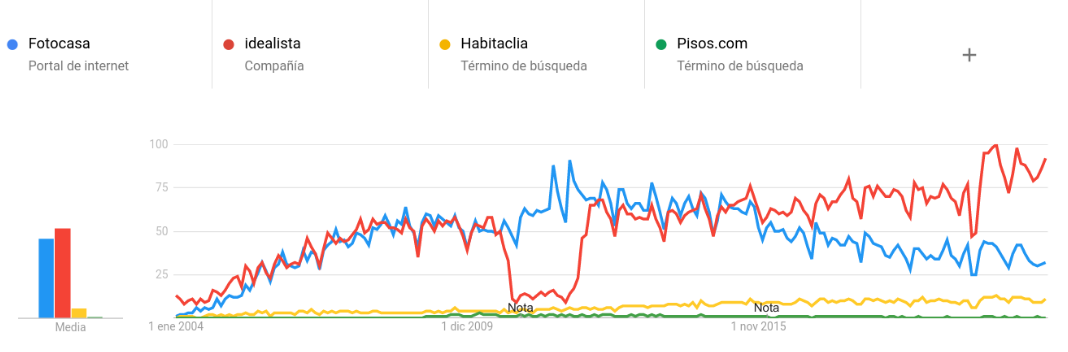 Fotocasa
Portal de internet
idealista
Compañía
Habitaclia
Término de búsqueda
Pisos.com
Término de búsqueda
+
100
75
50
25
Nota
Nota
Media
1 ene 2004
1 dic 2009
1 nov 2015